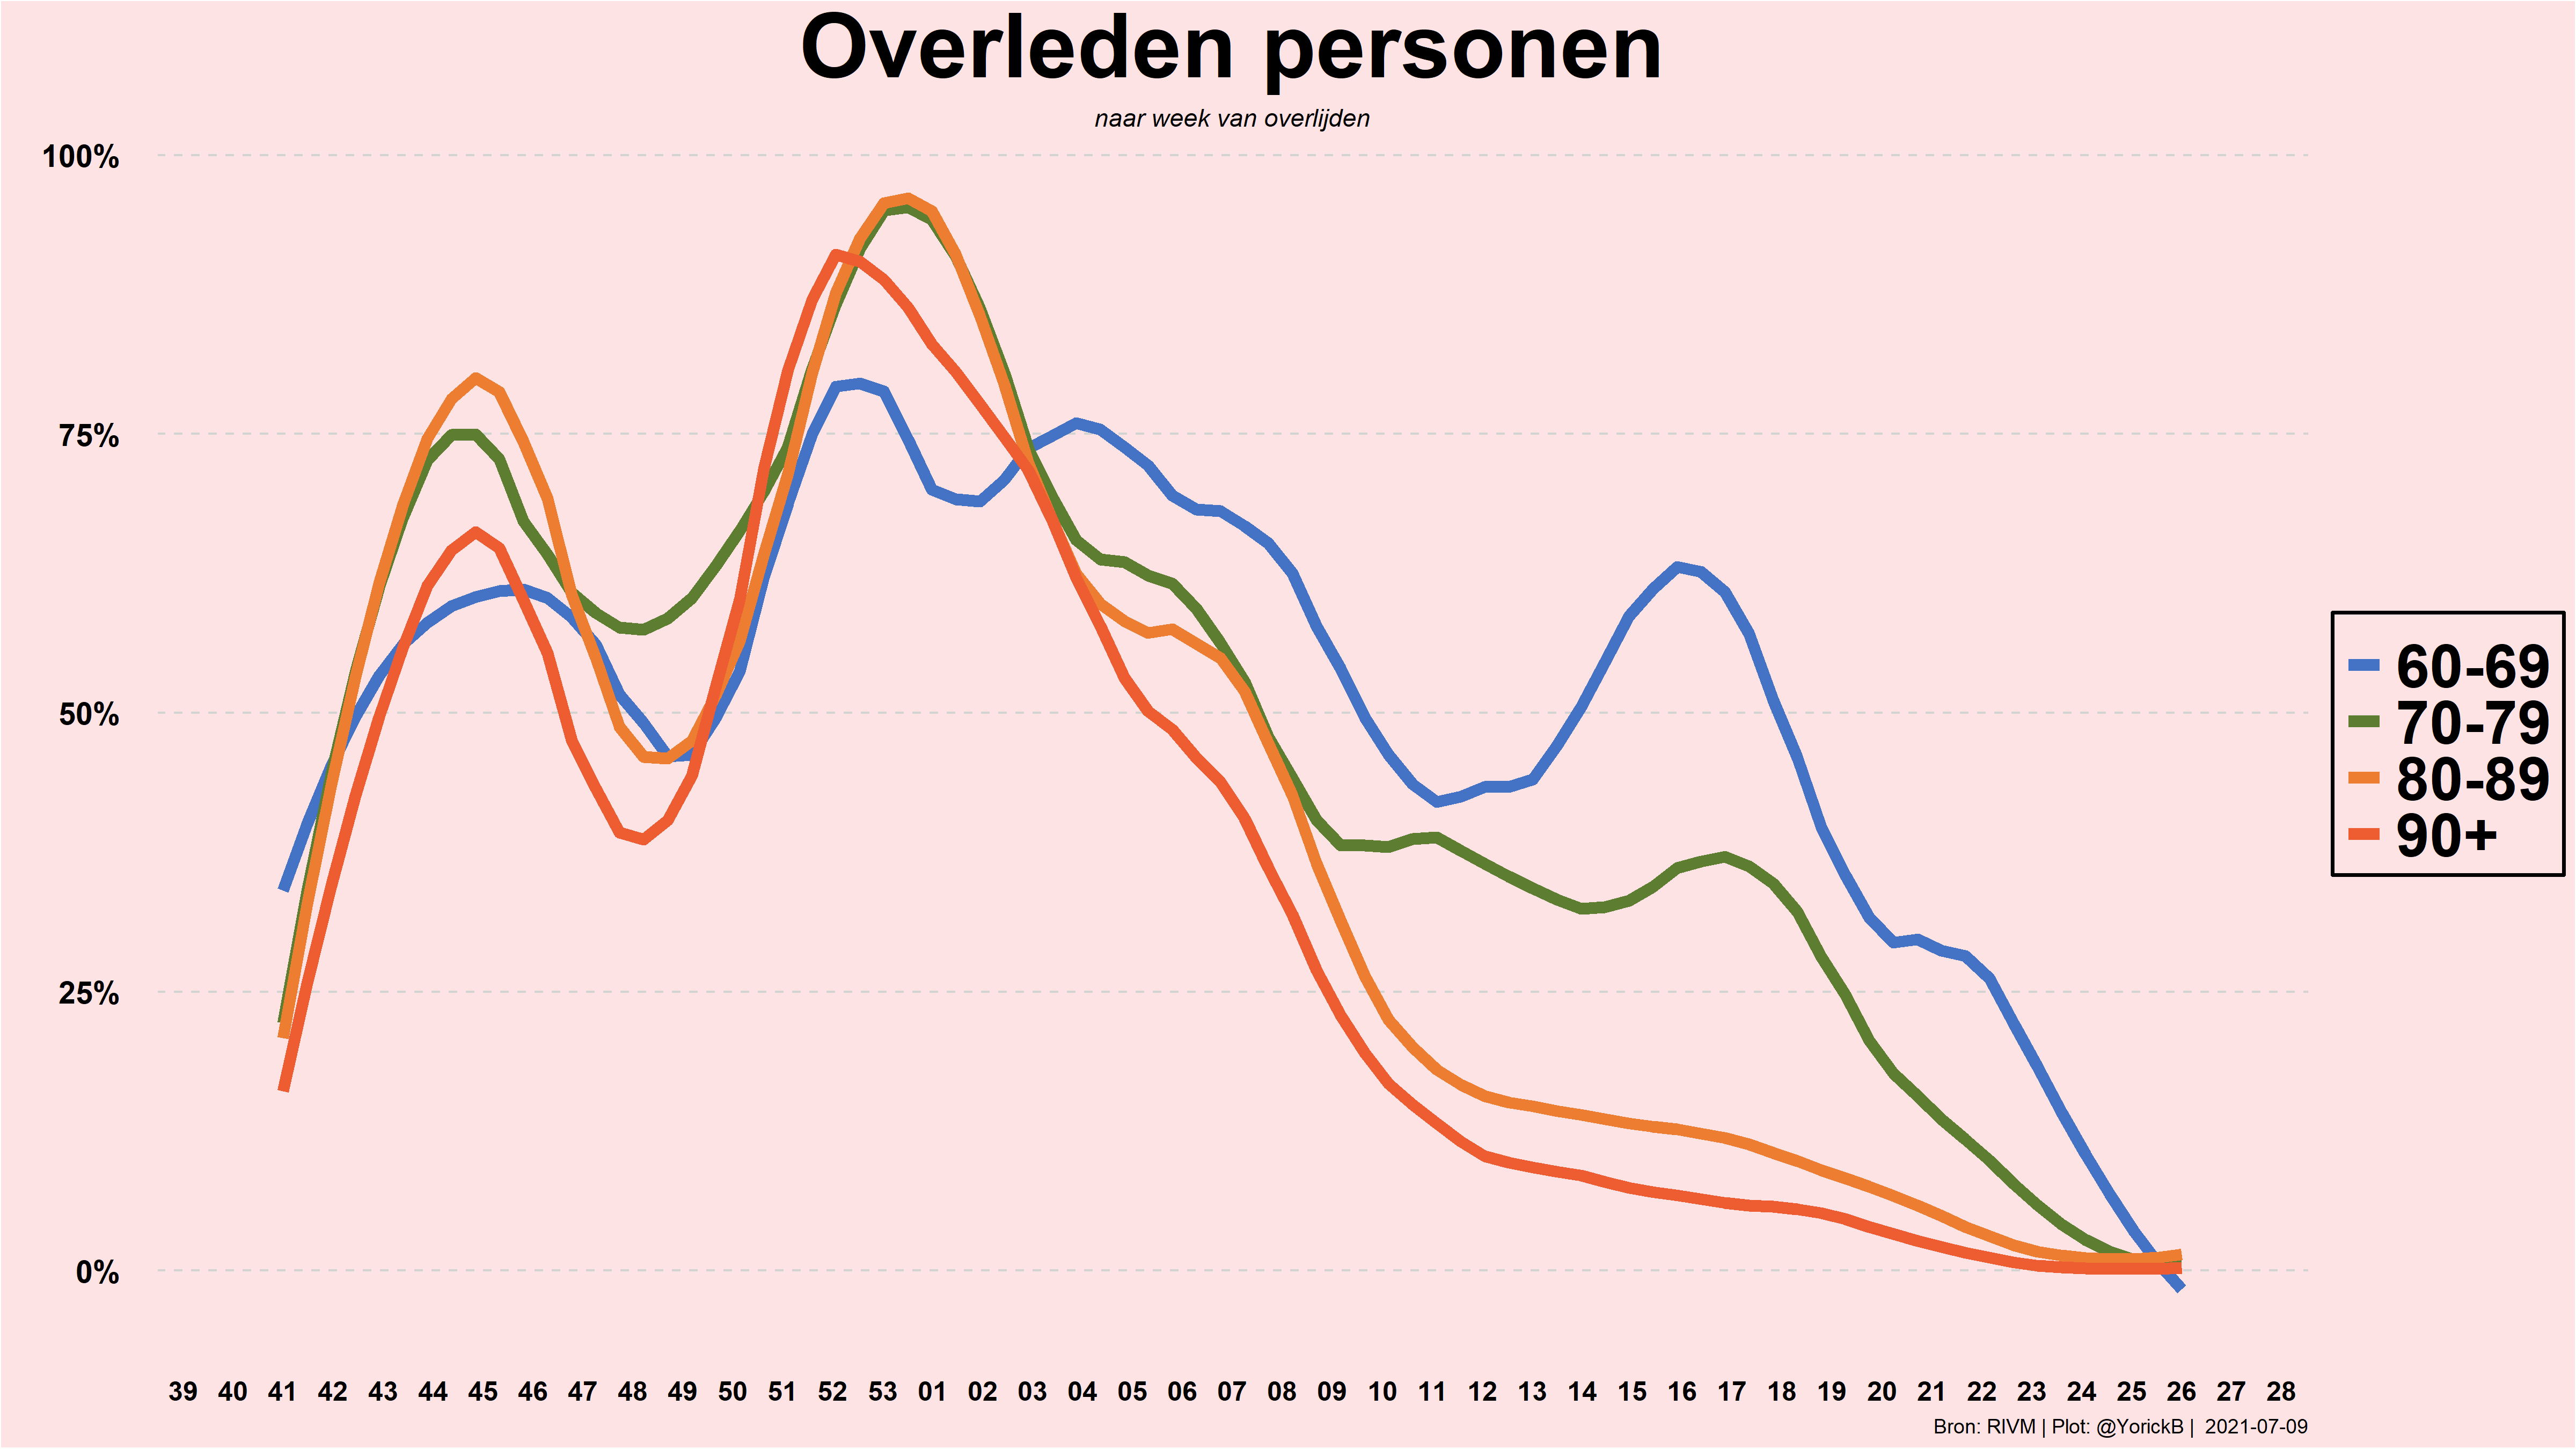 Overleden personen
naar week van overlijden
100%
75%
50%
25%
0%
60-69
70-79
80-89
90+
39 40 41 42 43 44 45 46 47 48 49 50 51 52 53 01 02 03 04 05 06 07 08 09 10 11 12 13 14 15 16 17 18 19 20 21 22 23 24 25 26 27 28
Bron: RIVM | Plot: @YorickB | 2021-07-09